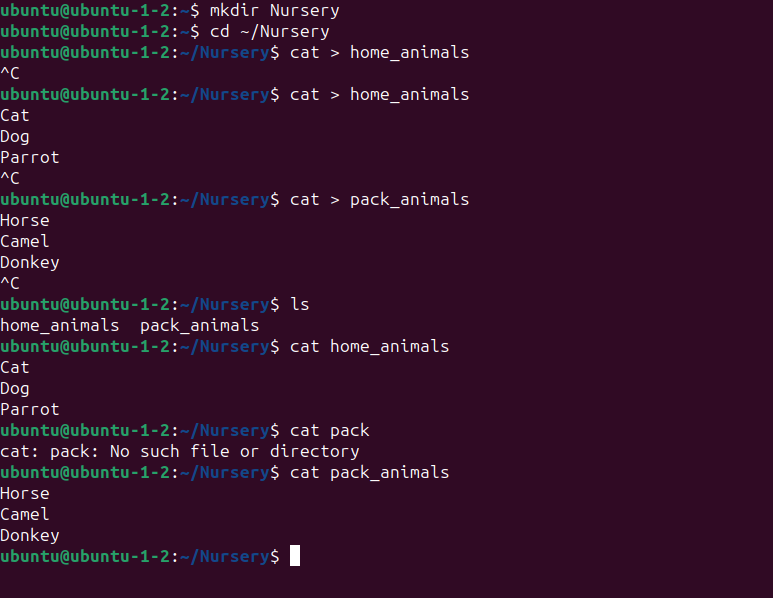 ubuntu@ubuntu-1-2:~$ mkdir Nursery
ubuntu@ubuntu-1-2:~$ cd ~/Nursery
ubuntu@ubuntu-1-2:~/Nursery$ cat > home_animals
^C
ubuntu@ubuntu-1-2:~/Nursery$ cat > home_animals
Cat
Dog
Parrot
^C
ubuntu@ubuntu-1-2:~/Nursery$ cat > pack_animals
Horse
Camel
Donkey
^C
ubuntu@ubuntu-1-2:~/Nursery$ ls
home_animals  pack_animals
ubuntu@ubuntu-1-2:~/Nursery$ cat home_animals
Cat
Dog
Parrot
ubuntu@ubuntu-1-2:~/Nursery$ cat pack
cat: pack: No such file or directory
ubuntu@ubuntu-1-2:~/Nursery$ cat pack_animals
Horse
Camel
Donkey
ubuntu@ubuntu-1-2:~/Nursery$